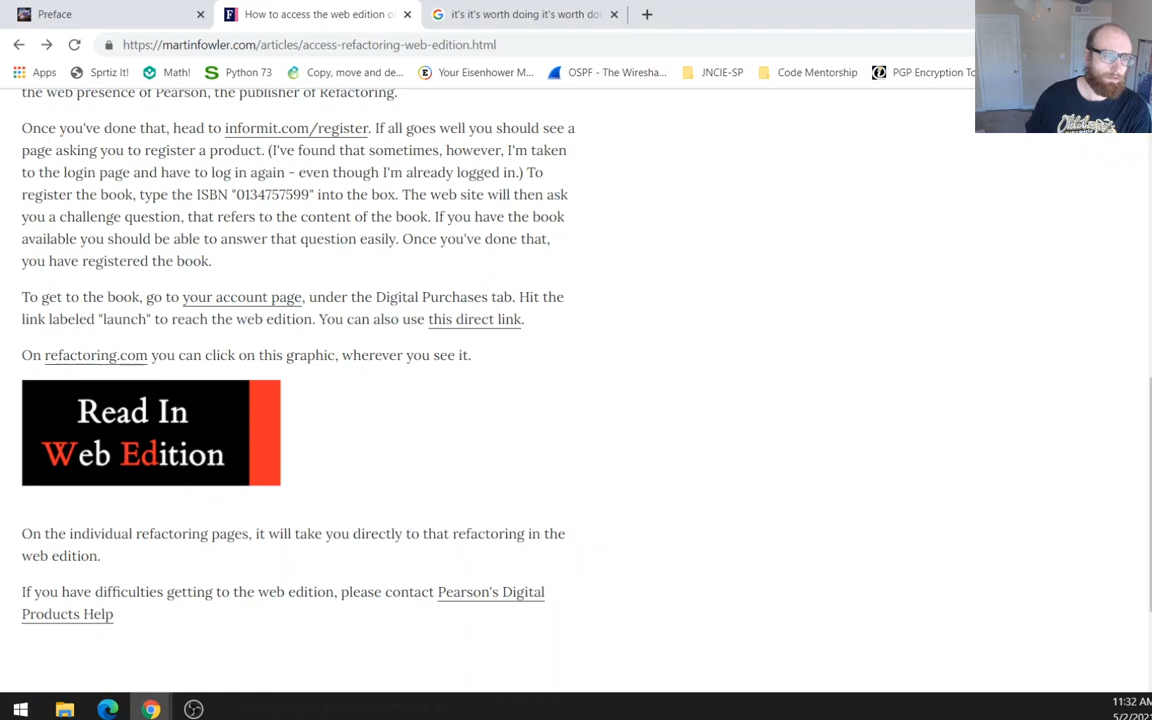 Preface
How to access the web edition o
it's it's worth doing it's worth do
https://martinfowler.com/articles/access-refactoring-web-edition.html
Apps
Sprtiz It!
Math!
Python 73
Copy, move and de...
Your Eisenhower M...
OSPF - The Wiresha...
JNCIE-SP
Code Mentorship
PGP Encryption To
the web presence of Pearson, the publisher of Refactoring.
Once you've done that, head to informit.com/register. If all goes well you should see a
page asking you to register a product. (I've found that sometimes, however, I'm taken
to the login page and have to log in again - even though I'm already logged in.) To
register the book, type the ISBN "0134757599" into the box. The web site will then ask
you a challenge question, that refers to the content of the book. If you have the book
available you should be able to answer that question easily. Once you've done that,
you have registered the book.
To get to the book, go to your account page, under the Digital Purchases tab. Hit the
link labeled "launch" to reach the web edition. You can also use this direct link.
On refactoring.com you can click on this graphic, wherever you see it.
Read In
Web Edition
On the individual refactoring pages, it will take you directly to that refactoring in the
web edition.
If you have difficulties getting to the web edition, please contact Pearson's Digital
Products Help
11:32 AM
5/2/202